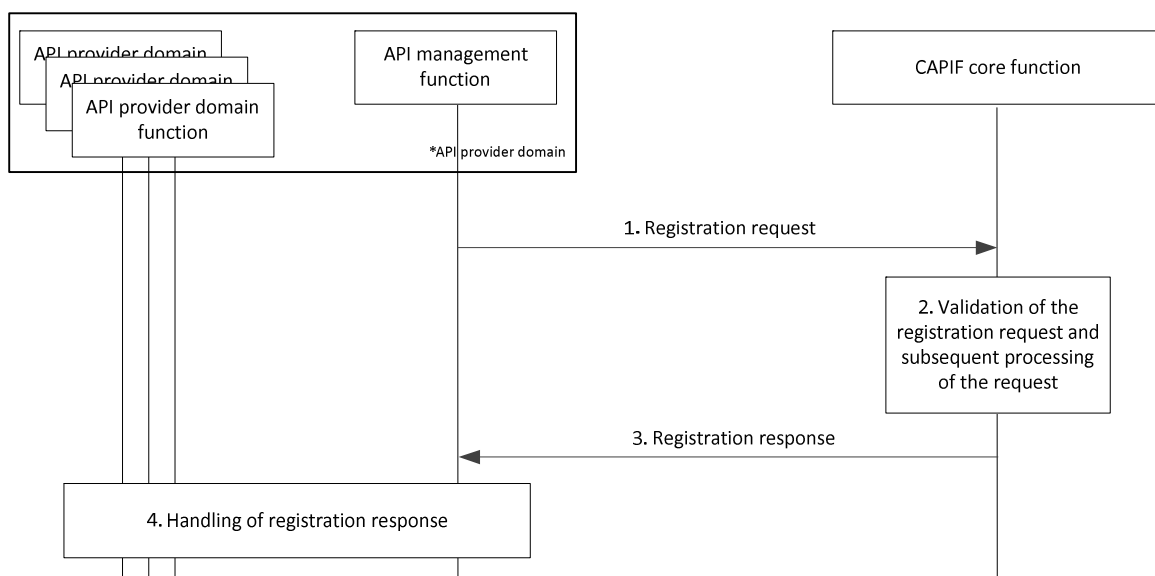 API provider domain
API provider domain
API provider domain
function
API management
function
CAPIF core function
*API provider domain
1. Registration request
2. Validation of the
registration request and
subsequent processing
of the request
3. Registration response
4. Handling of registration response